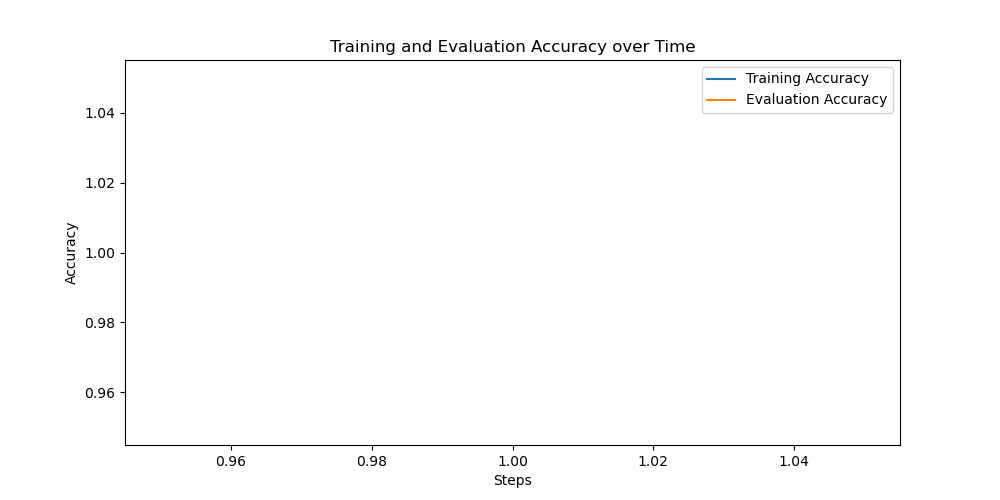 Training and Evaluation Accuracy over Time
Training Accuracy
Evaluation Accuracy
1.04
1.02
1.00
0.98
0.96
Accuracy
0.96 0.98 1.00 1.02 1.04
Steps